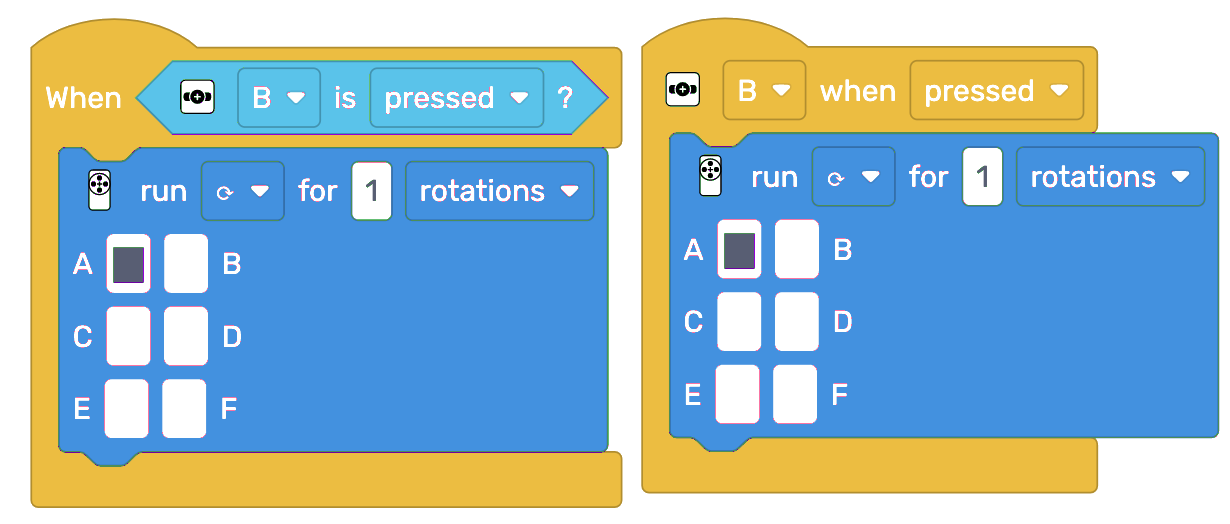 When B is pressed ?
run for 1 rotations
A B
C D
E F
B when pressed
run for 1 rotations
A B
C D
E F